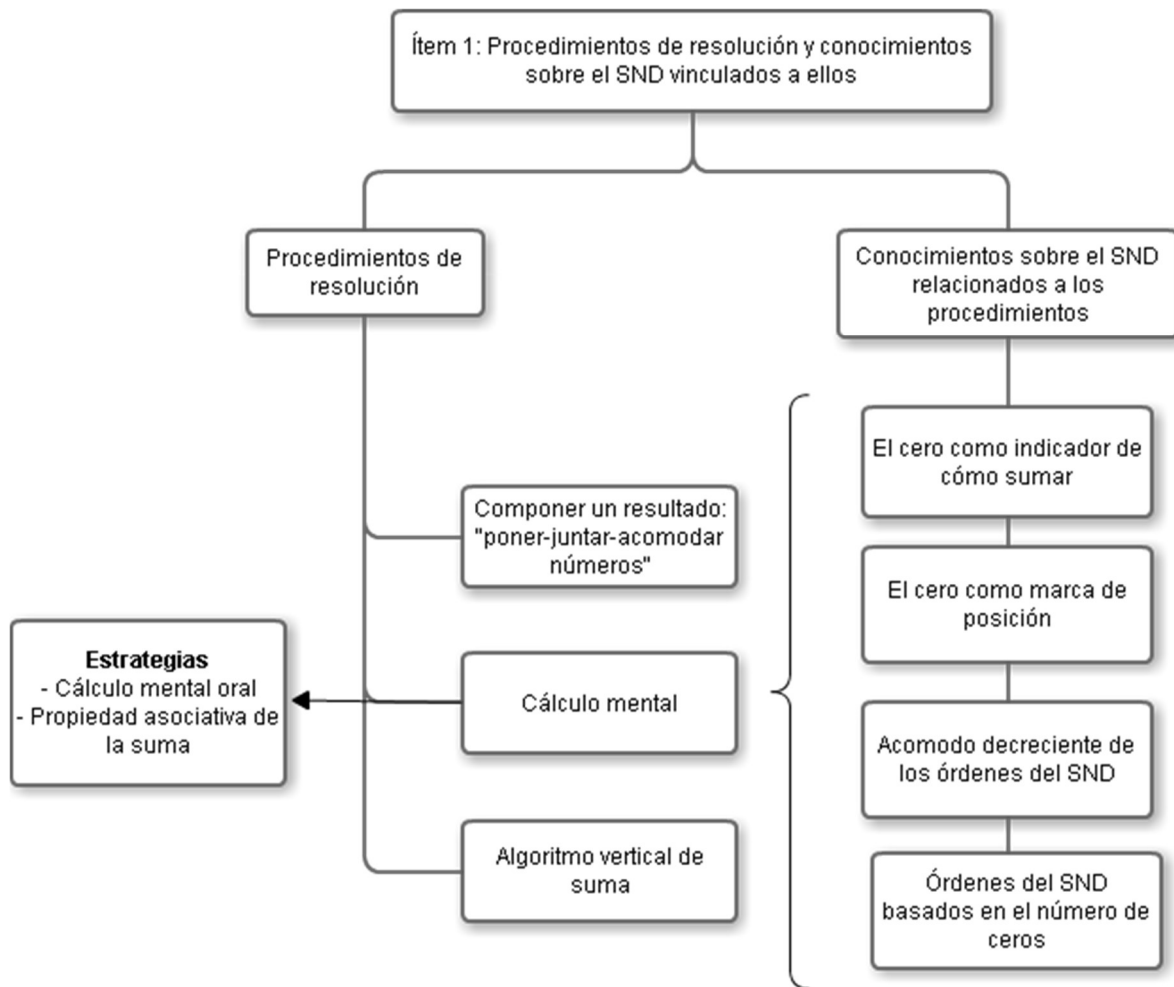 Ítem 1: Procedimientos de resolución y conocimientos
sobre el SND vinculados a ellos
Procedimientos de
resolución
Conocimientos sobre el SND
relacionados a los
procedimientos
Componer un resultado:
"poner-juntar-acomodar
números"
Cálculo mental
Algoritmo vertical de
suma
Estrategias
- Cálculo mental oral
- Propiedad asociativa de
la suma
El cero como indicador de
cómo sumar
El cero como marca de
posición
Acomodo decreciente de
los órdenes del SND
Órdenes del SND
basados en el número de
ceros